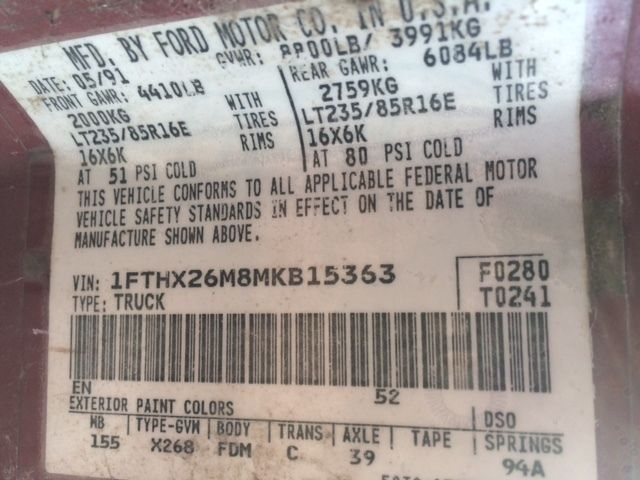 MFD. BY FORD MOTOR CO. IN U.S.A.
DATE: 05/91 GVWR: 8800LB/ 3991KG
FRONT GAWR: 4410LB REAR GAWR: 6084LB
2000KG WITH 2759KG WITH
LT235/85R16E TIRES LT235/85R16E TIRES
16X6K RIMS 16X6K RIMS
AT 51 PSI COLD AT 80 PSI COLD
THIS VEHICLE CONFORMS TO ALL APPLICABLE FEDERAL MOTOR
VEHICLE SAFETY STANDARDS IN EFFECT ON THE DATE OF
MANUFACTURE SHOWN ABOVE.
VIN: 1FTHX26M8MKB15363 F0280
TYPE: TRUCK T0241
EN 52
EXTERIOR PAINT COLORS DSO
WB TYPE-GVM BODY TRANS AXLE TAPE SPRINGS
155 X268 FDM C 39 94A